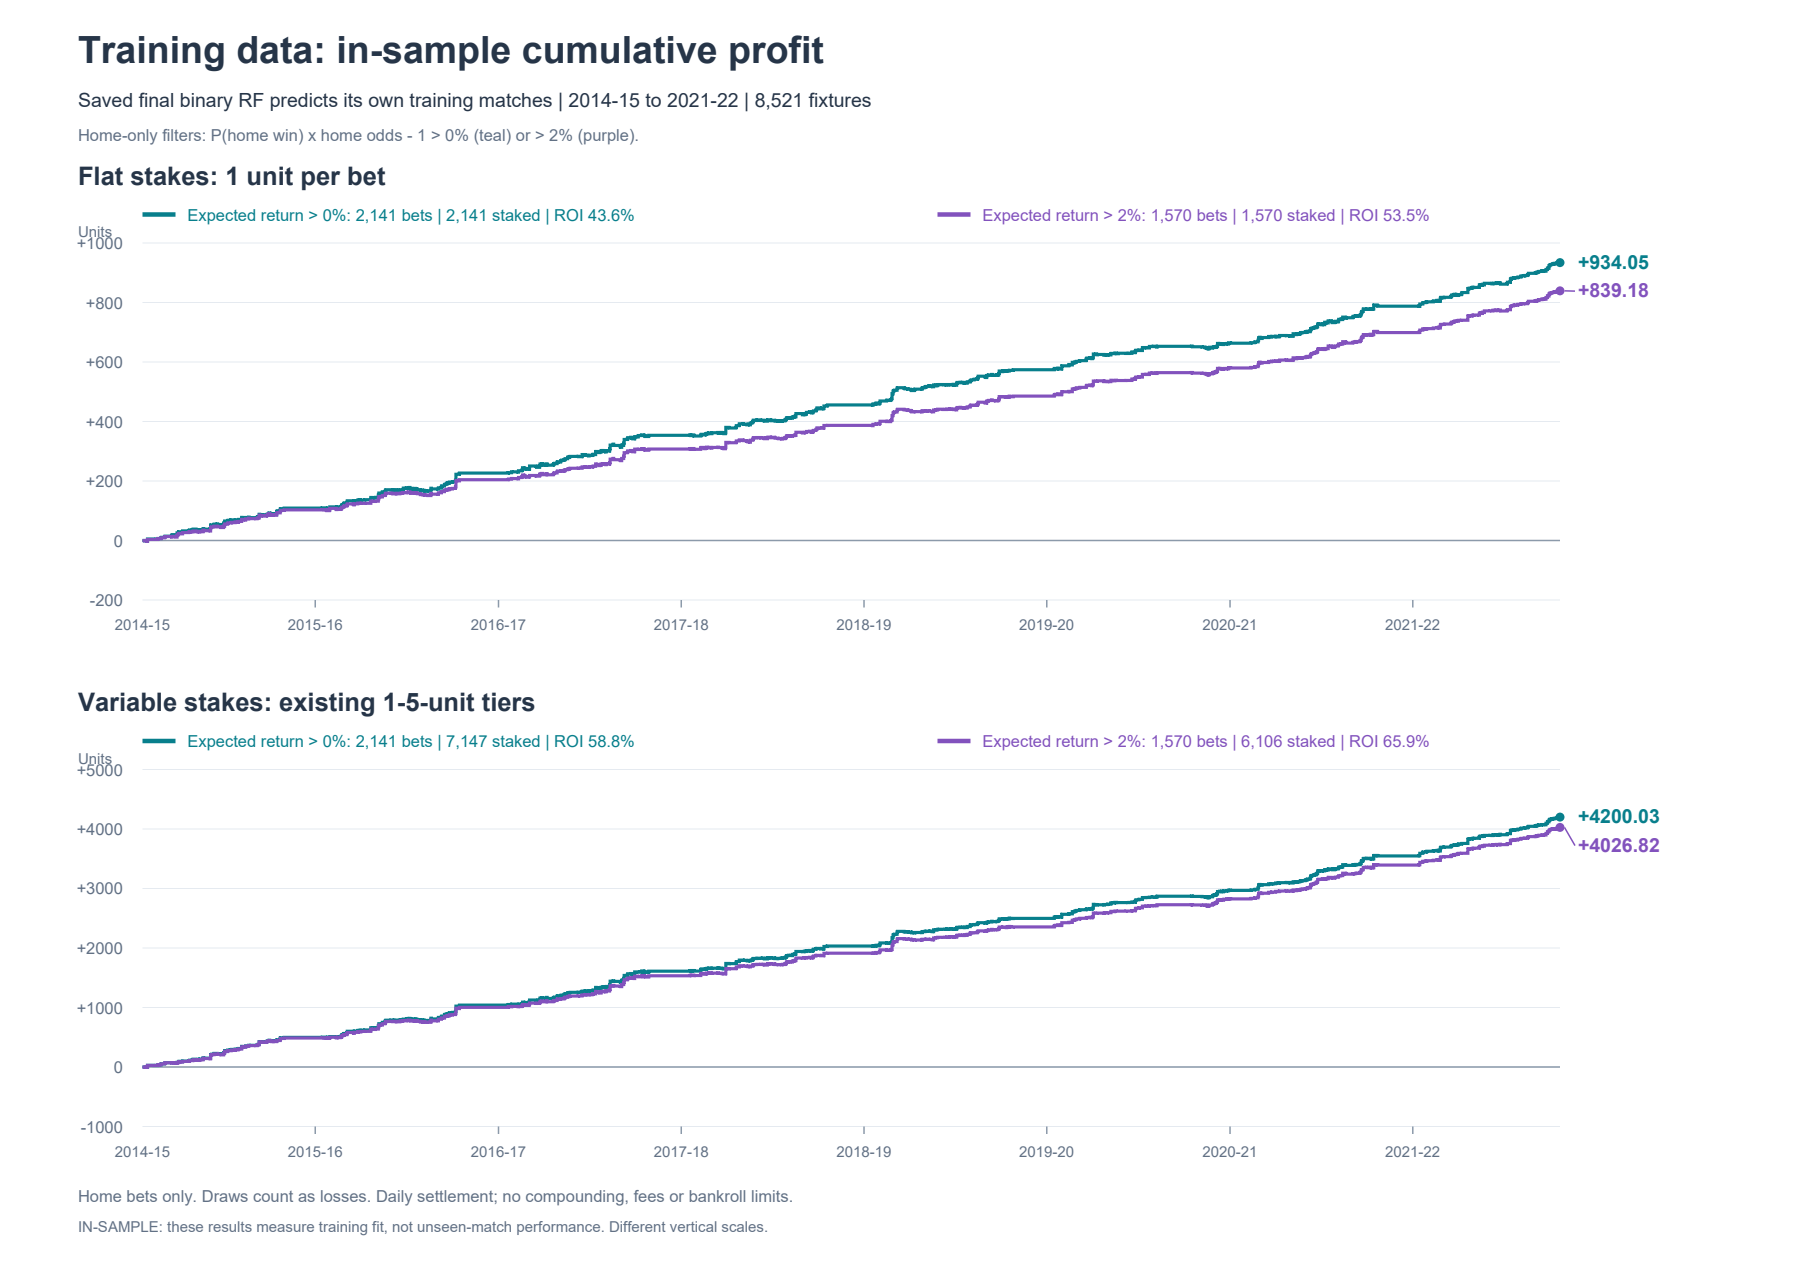 Training data: in-sample cumulative profit
Saved final binary RF predicts its own training matches | 2014-15 to 2021-22 | 8,521 fixtures
Home-only filters: P(home win) x home odds - 1 > 0% (teal) or > 2% (purple).
Flat stakes: 1 unit per bet
Expected return > 0%: 2,141 bets | 2,141 staked | ROI 43.6%
Expected return > 2%: 1,570 bets | 1,570 staked | ROI 53.5%
Units
+1000
+934.05
+839.18
+800
+600
+400
+200
0
-200
2014-15 2015-16 2016-17 2017-18 2018-19 2019-20 2020-21 2021-22
Variable stakes: existing 1-5-unit tiers
Expected return > 0%: 2,141 bets | 7,147 staked | ROI 58.8%
Expected return > 2%: 1,570 bets | 6,106 staked | ROI 65.9%
Units
+5000
+4200.03
+4000
+4026.82
+3000
+2000
+1000
0
-1000
2014-15 2015-16 2016-17 2017-18 2018-19 2019-20 2020-21 2021-22
Home bets only. Draws count as losses. Daily settlement; no compounding, fees or bankroll limits.
IN-SAMPLE: these results measure training fit, not unseen-match performance. Different vertical scales.